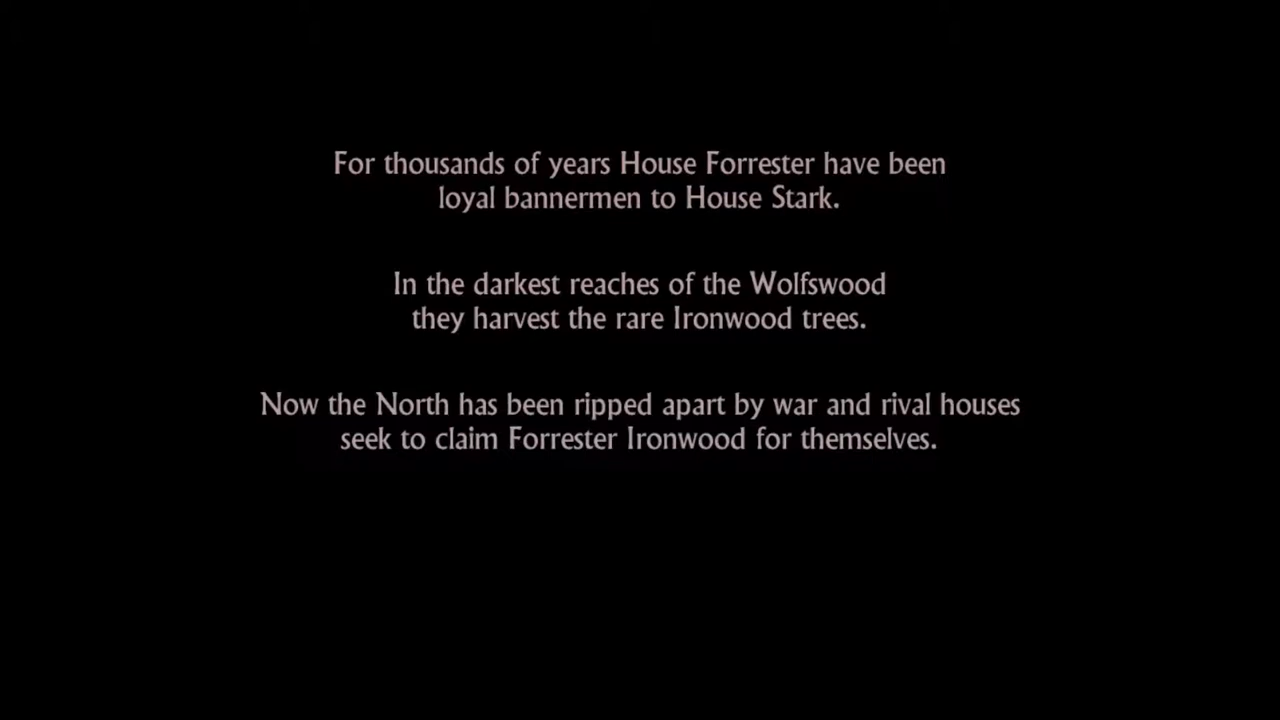 For thousands of years House Forrester have been
loyal bannermen to House Stark.
In the darkest reaches of the Wolfswood
they harvest the rare Ironwood trees.
Now the North has been ripped apart by war and rival houses
seek to claim Forrester Ironwood for themselves.